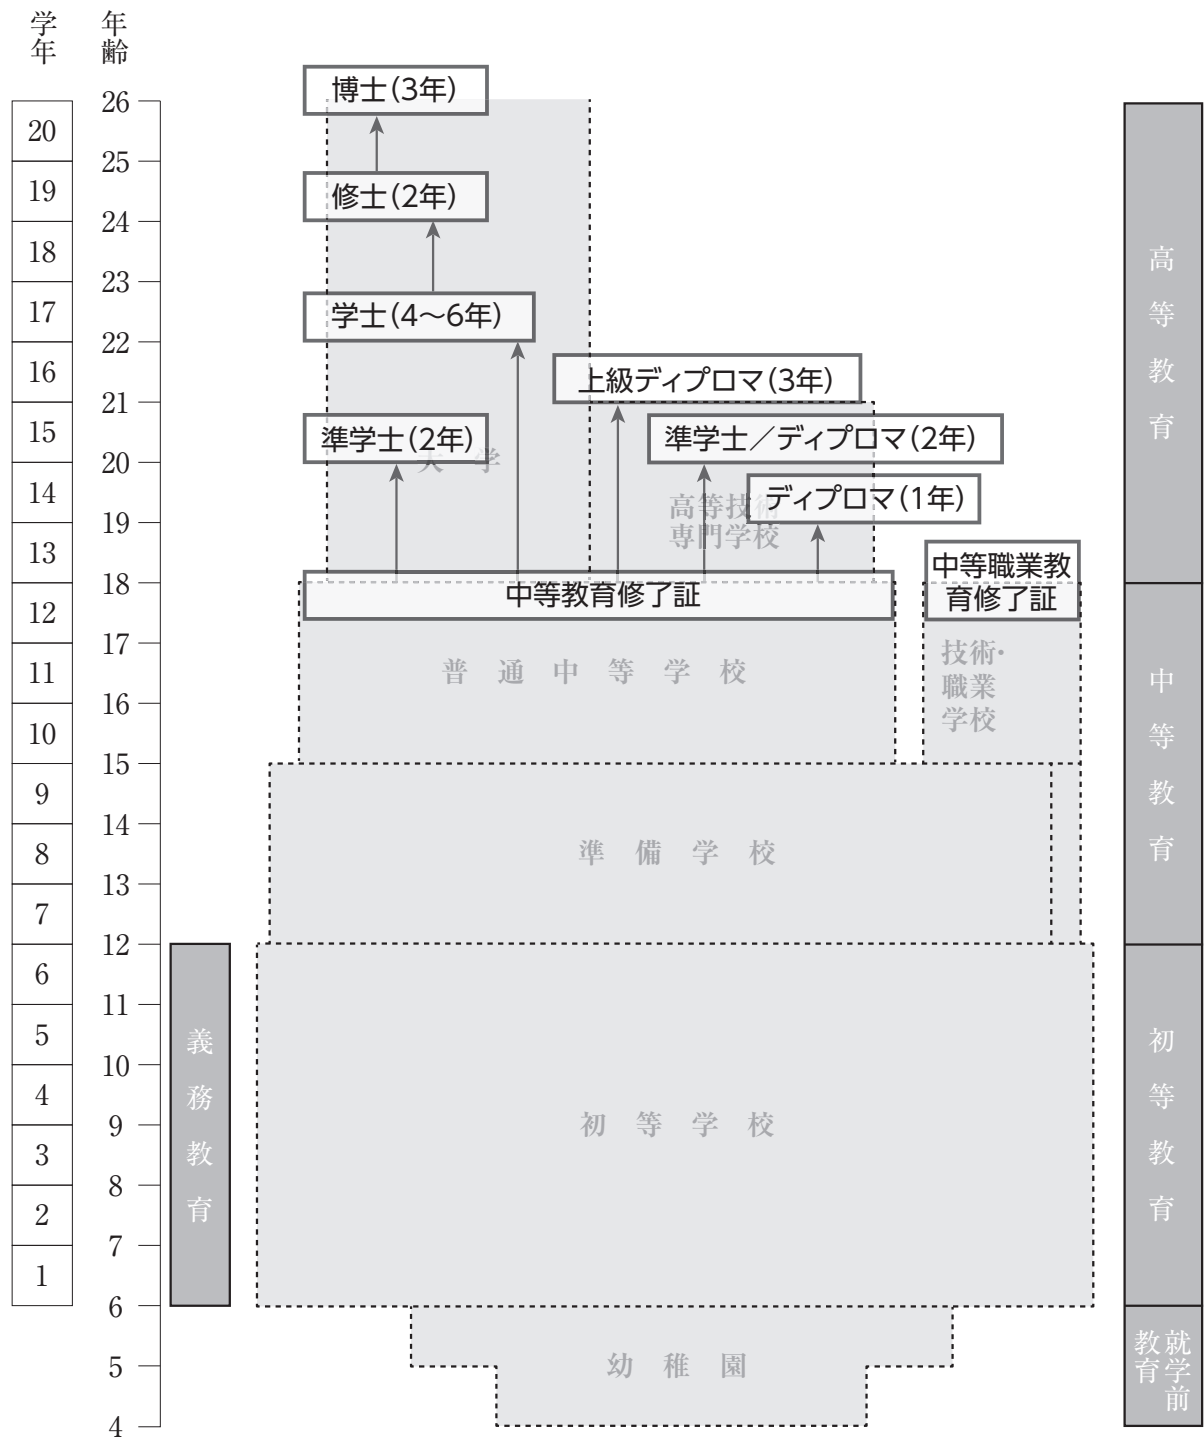 学年
年齢
26
25
24
23
22
21
20
19
18
17
16
15
14
13
12
11
10
9
8
7
6
5
4
20
19
18
17
16
15
14
13
12
11
10
9
8
7
6
5
4
3
2
1
博士(3年)
修士(2年)
学士(4～6年)
上級ディプロマ(3年)
準学士(2年)
準学士／ディプロマ(2年)
大学
ディプロマ(1年)
高等技術
専門学校
中等教育修了証
中等職業教
育修了証
普通中等学校
技術・
職業
学校
準備学校
初等学校
幼稚園
義務教育
高等教育
中等教育
初等教育
就学前
教育